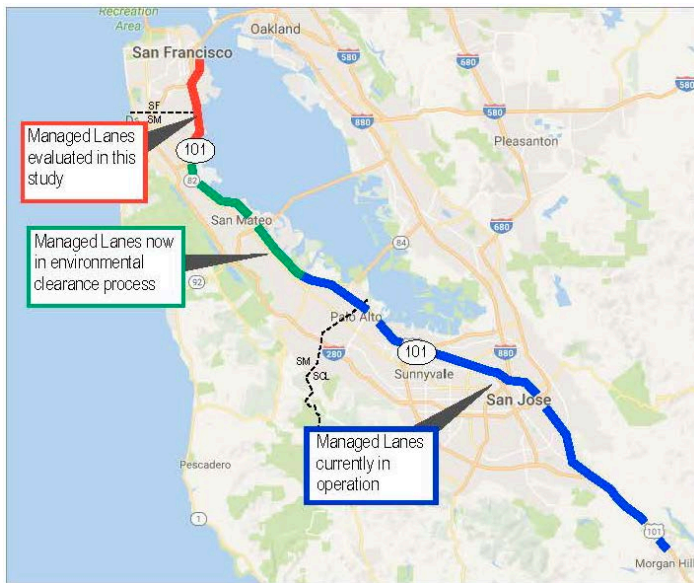 Recreation Area
Oakland
San Francisco
580
680
580
SF
SM
880
Managed Lanes
evaluated in this
study
Pleasanton
101
82
San Mateo
680
84
Managed Lanes now
in environmental
clearance process
92
Palo Alto
SM
SCL
280
101
880
Sunnyvale
San Jose
Managed Lanes
currently in
operation
Pescadero
1
101
Morgan Hill